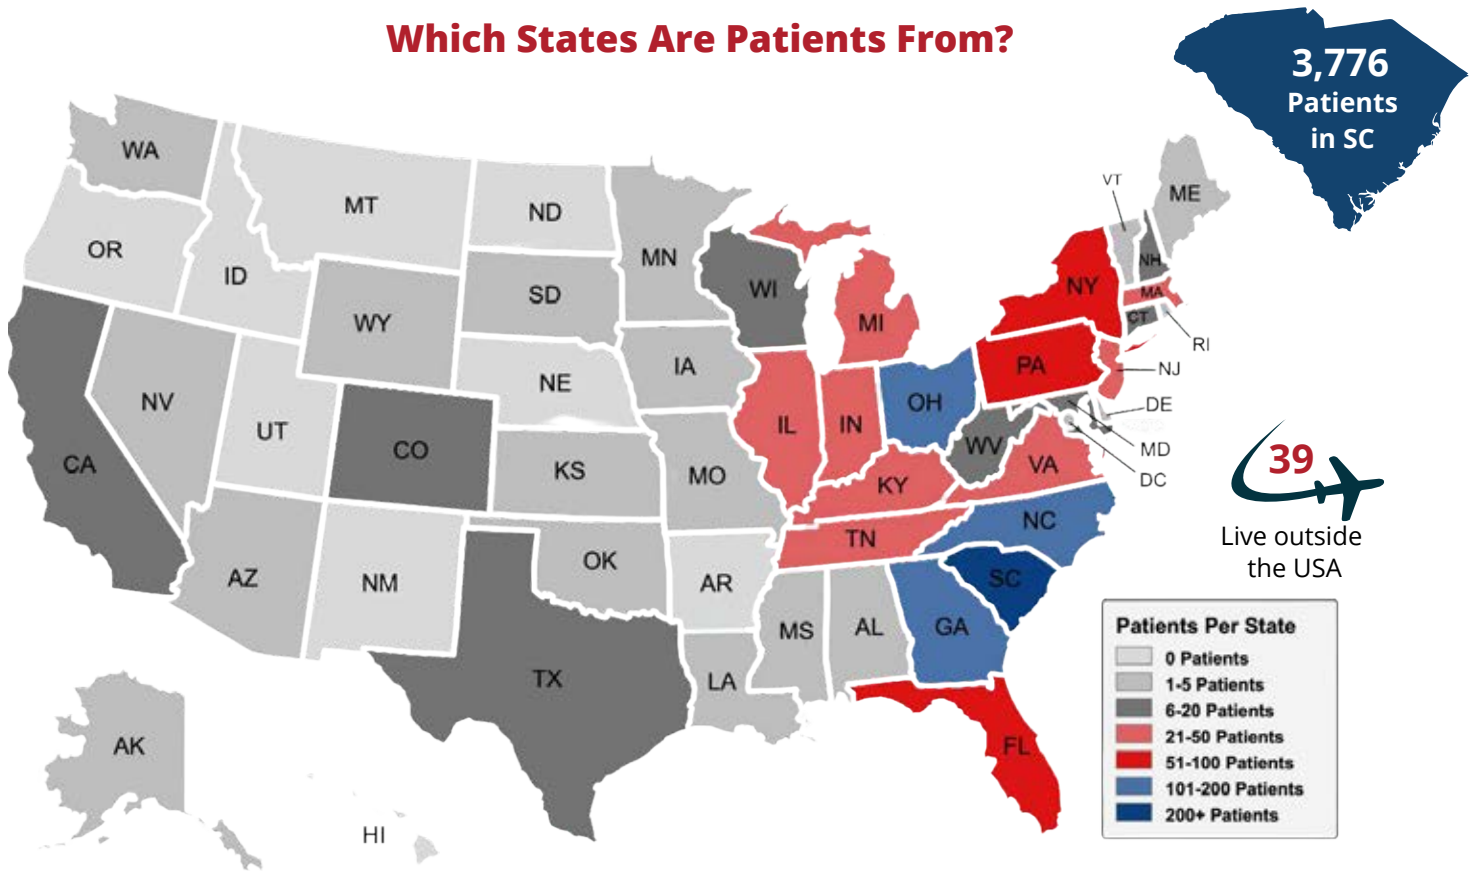 Which States Are Patients From?
3,776
Patients
in SC
WA
MT
ND
OR
ID
MN
SD
WY
WI
MI
NY
VT
ME
NH
MA
CT
RI
NJ
DE
MD
DC
PA
NV
UT
NE
IA
CA
CO
KS
MO
IL
IN
OH
WV
VA
KY
NC
TN
SC
AZ
NM
OK
AR
MS
AL
GA
TX
LA
FL
AK
HI
39
Live outside
the USA
Patients Per State
0 Patients
1-5 Patients
6-20 Patients
21-50 Patients
51-100 Patients
101-200 Patients
200+ Patients